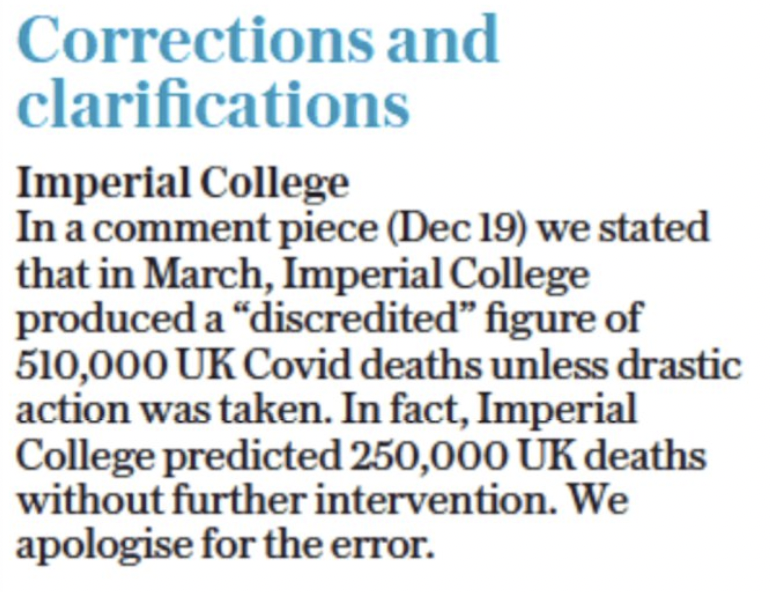 Corrections and
clarifications
Imperial College
In a comment piece (Dec 19) we stated
that in March, Imperial College
produced a “discredited” figure of
510,000 UK Covid deaths unless drastic
action was taken. In fact, Imperial
College predicted 250,000 UK deaths
without further intervention. We
apologise for the error.